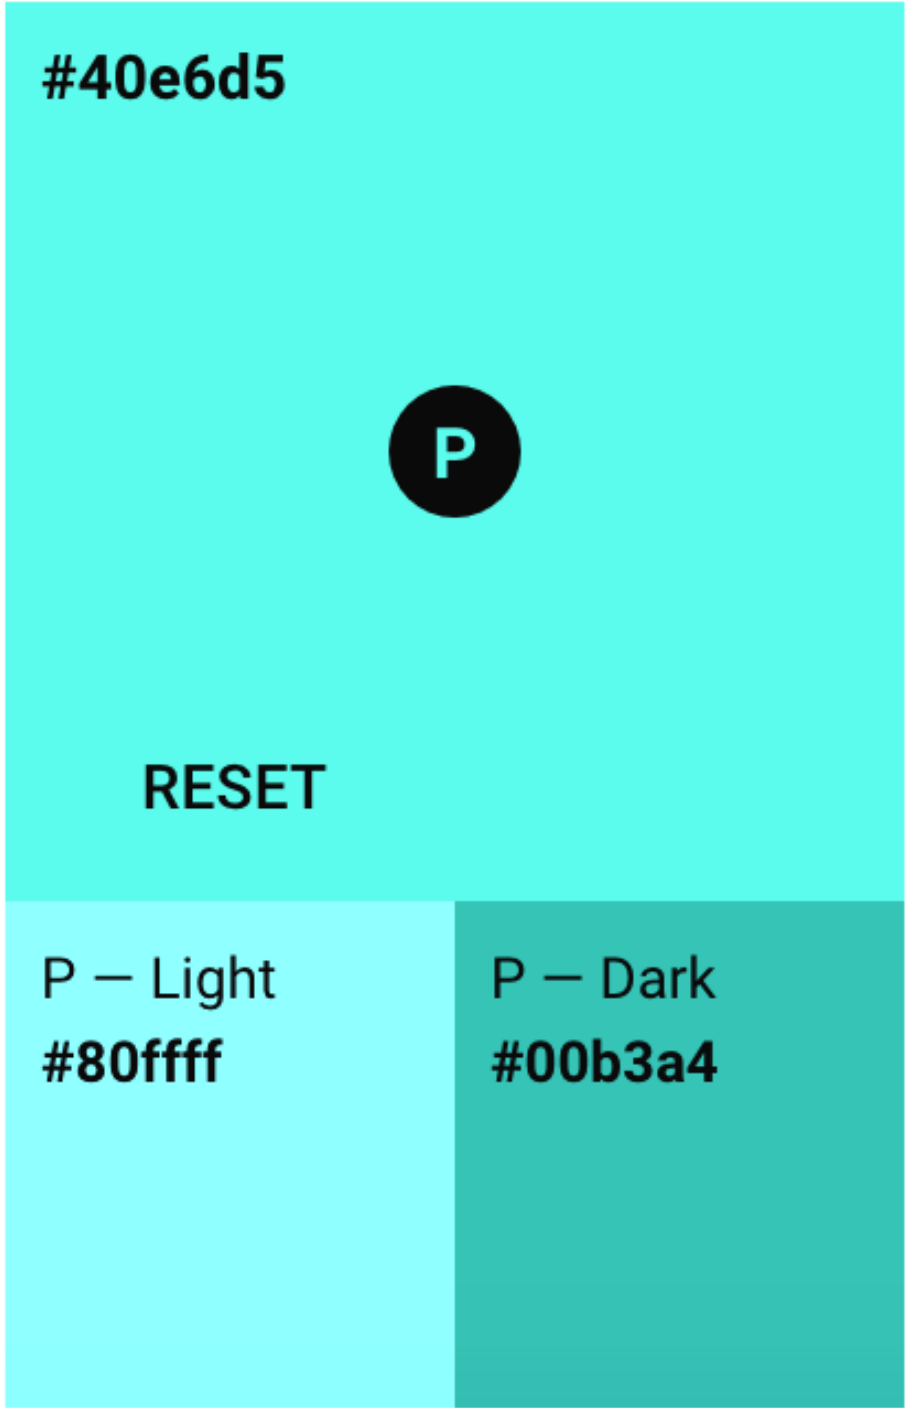 #40e6d5
P
RESET
P — Light
#80ffff
P — Dark
#00b3a4